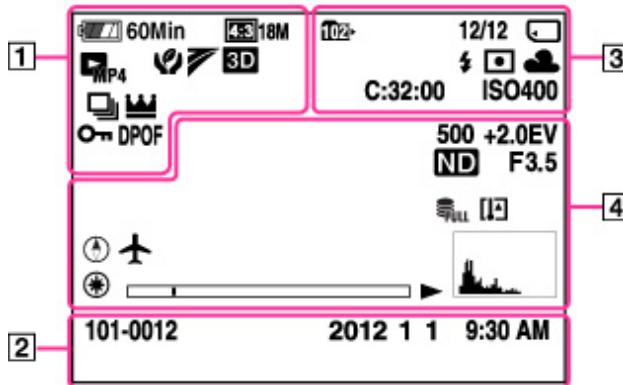 60Min 4:3 18M 102 12/12
1 3
MP4 3D
C:32:00 ISO400
DPOF
500 +2.0EV
ND F3.5
FULL 4
101-0012 2012 1 1 9:30 AM
2